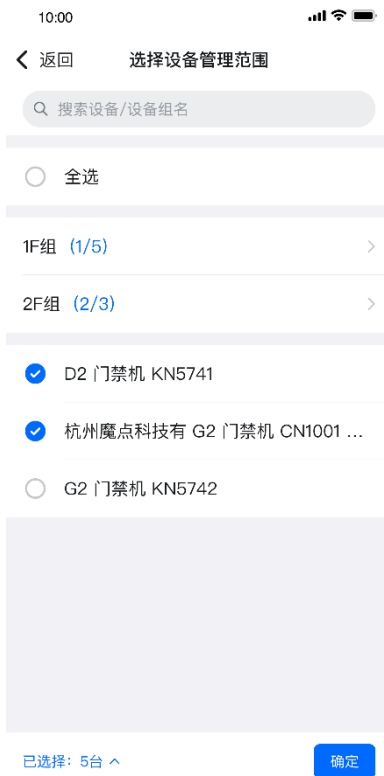 10:00
返回 选择设备管理范围
搜索设备/设备组名
全选
1F组 (1/5)
2F组 (2/3)
D2 门禁机 KN5741
杭州魔点科技有 G2 门禁机 CN1001 ...
G2 门禁机 KN5742
已选择: 5台 确定